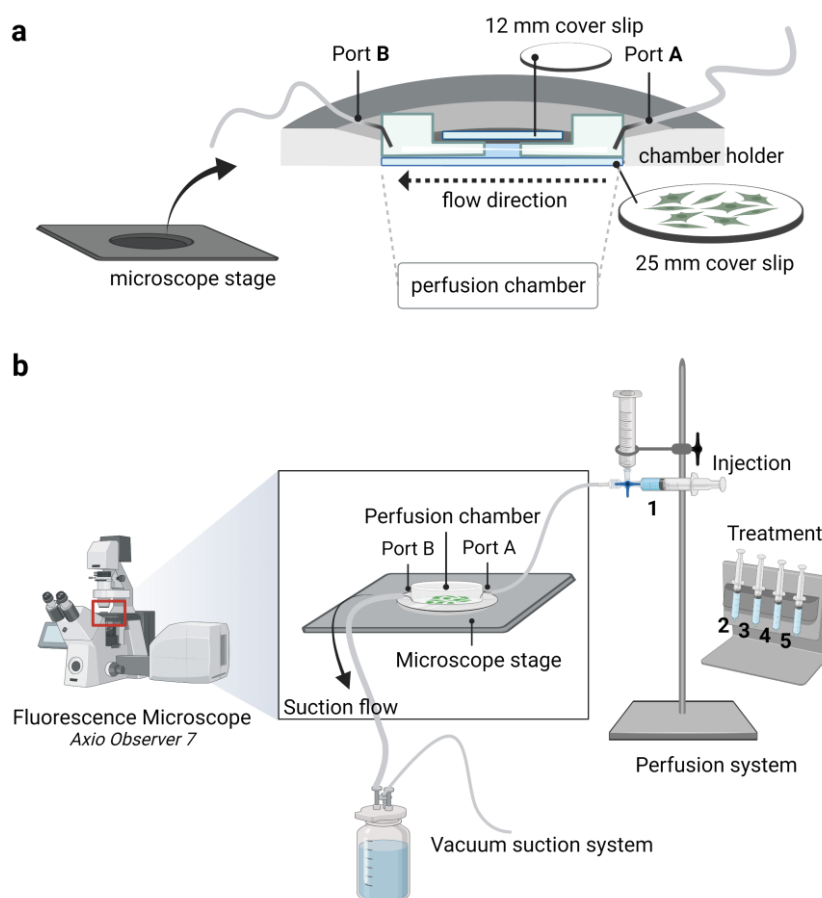 a
12 mm cover slip
Port B
Port A
chamber holder
flow direction
25 mm cover slip
microscope stage
perfusion chamber
b
Injection
1
Perfusion chamber
Treatment
Port B
Port A
2 3 4 5
Microscope stage
Suction flow
Fluorescence Microscope
Axio Observer 7
Perfusion system
Vacuum suction system